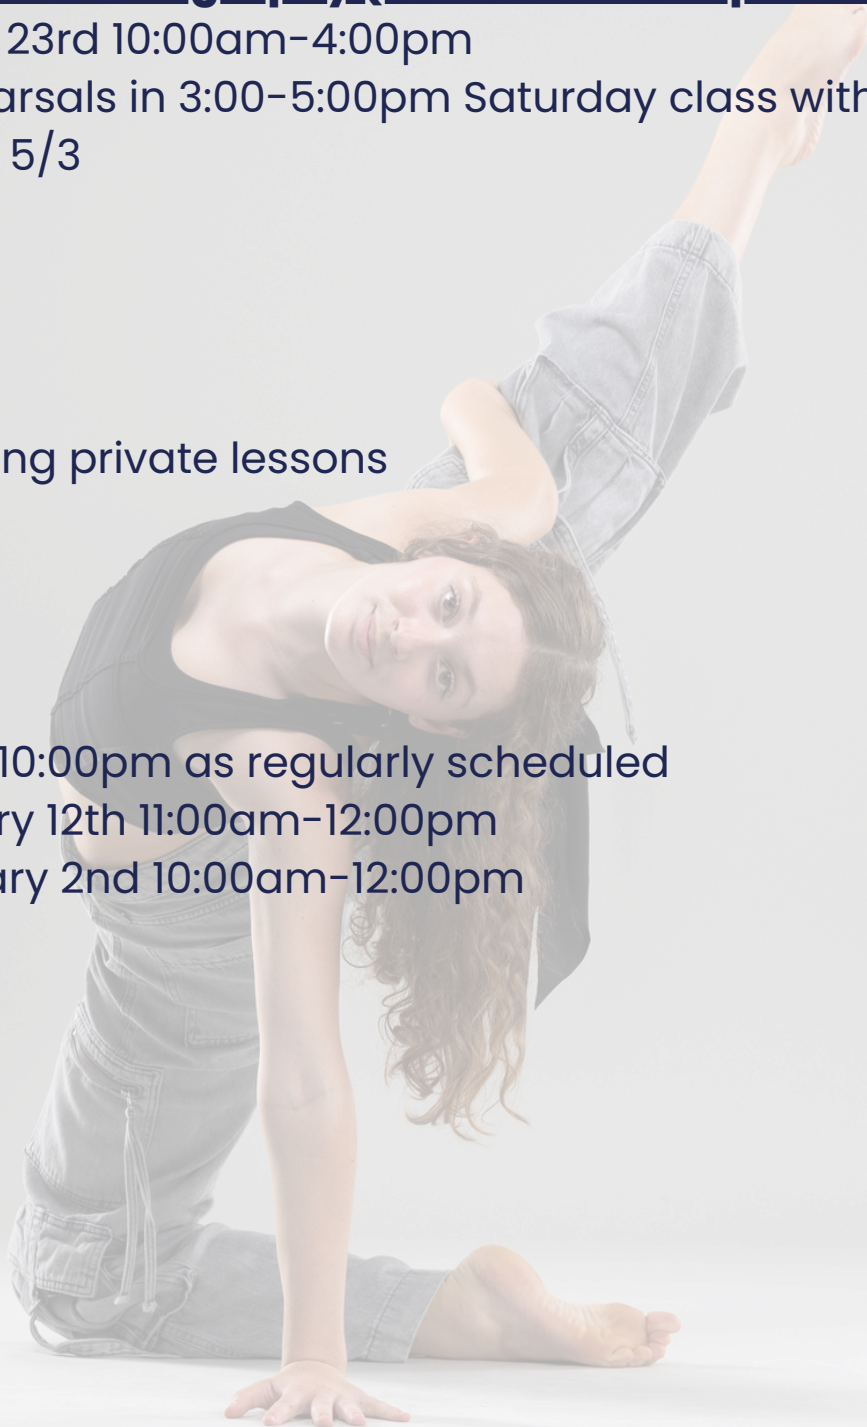 23rd 10:00am-4:00pm
arsals in 3:00-5:00pm Saturday class with
5/3
ng private lessons
10:00pm as regularly scheduled
ry 12th 11:00am-12:00pm
ary 2nd 10:00am-12:00pm